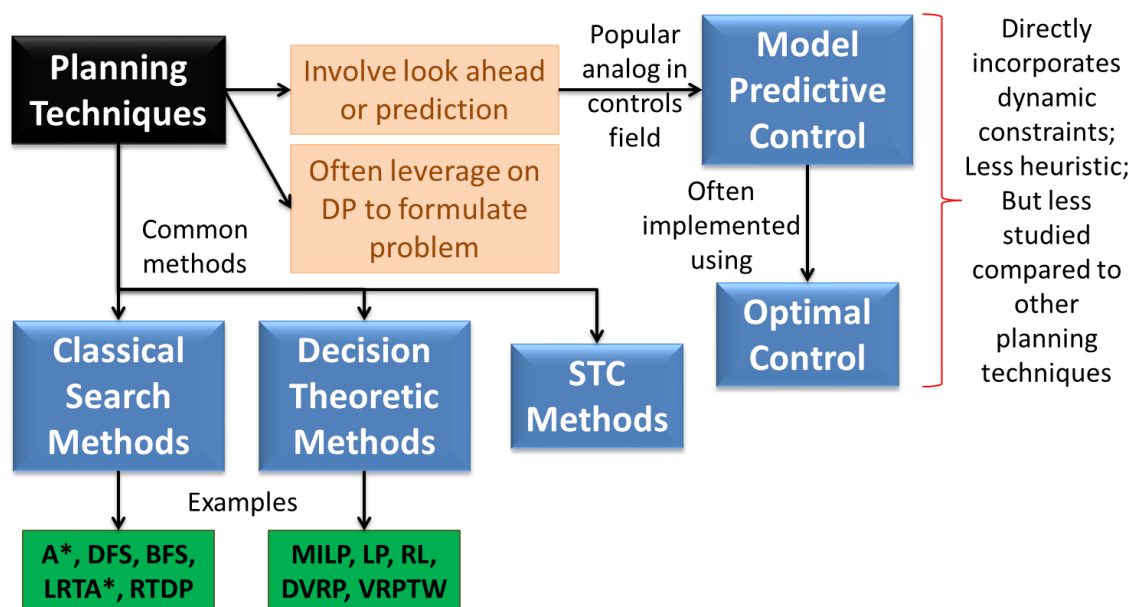 Planning
Techniques
Involve look ahead
or prediction
Popular
analog in
controls
field
Model
Predictive
Control
Directly
incorporates
dynamic
constraints;
Less heuristic;
But less
studied
compared to
other
planning
techniques
Often leverage on
DP to formulate
problem
Often
implemented
using
Common
methods
Optimal
Control
Classical
Search
Methods
Decision
Theoretic
Methods
STC
Methods
Examples
A*, DFS, BFS,
LRTA*, RTDP
MILP, LP, RL,
DVRP, VRPTW